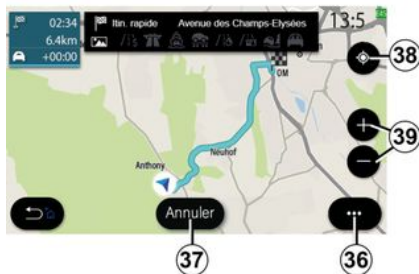 02:34
6.4km
+00:00
Itin. rapide Avenue des Champs-Elysées
13:5
OM
Neuhof
Anthony
Annuler
38
39
37
36